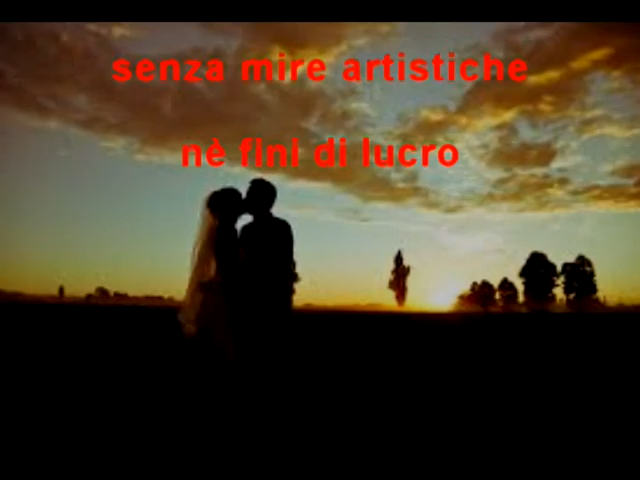 senza mire artistiche
nè fini di lucro